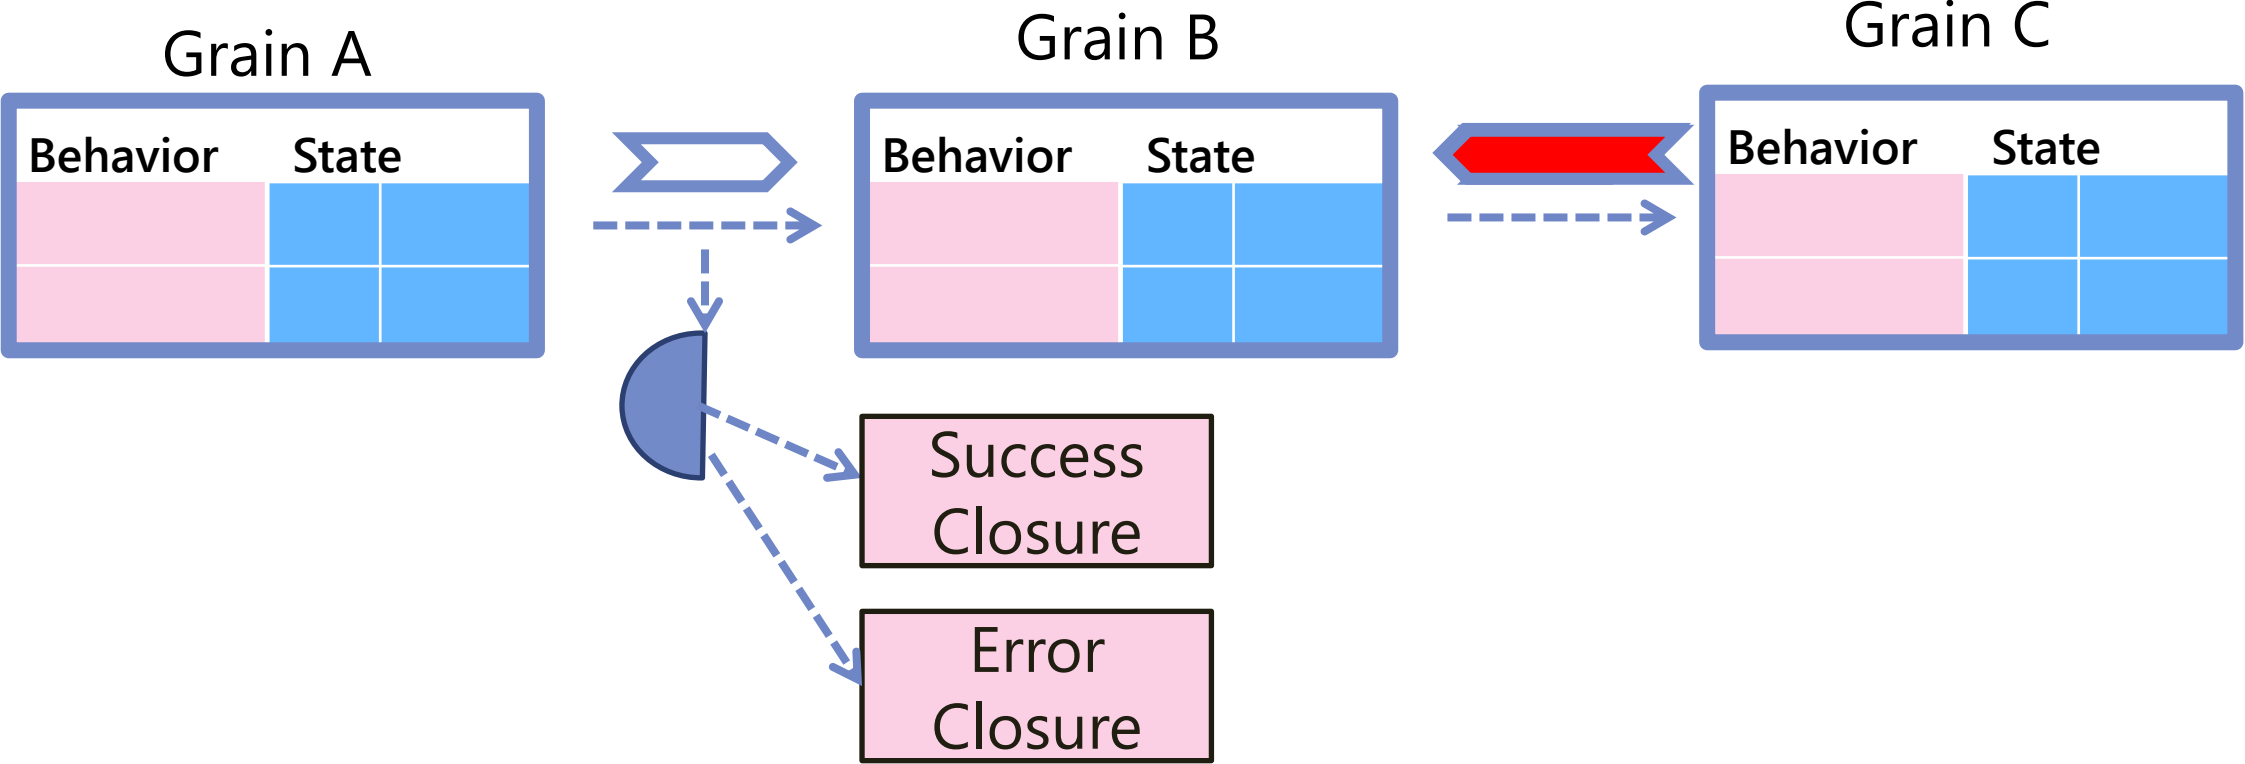 Grain A
Grain B
Grain C
Behavior State
Behavior State
Behavior State
Success
Closure
Error
Closure